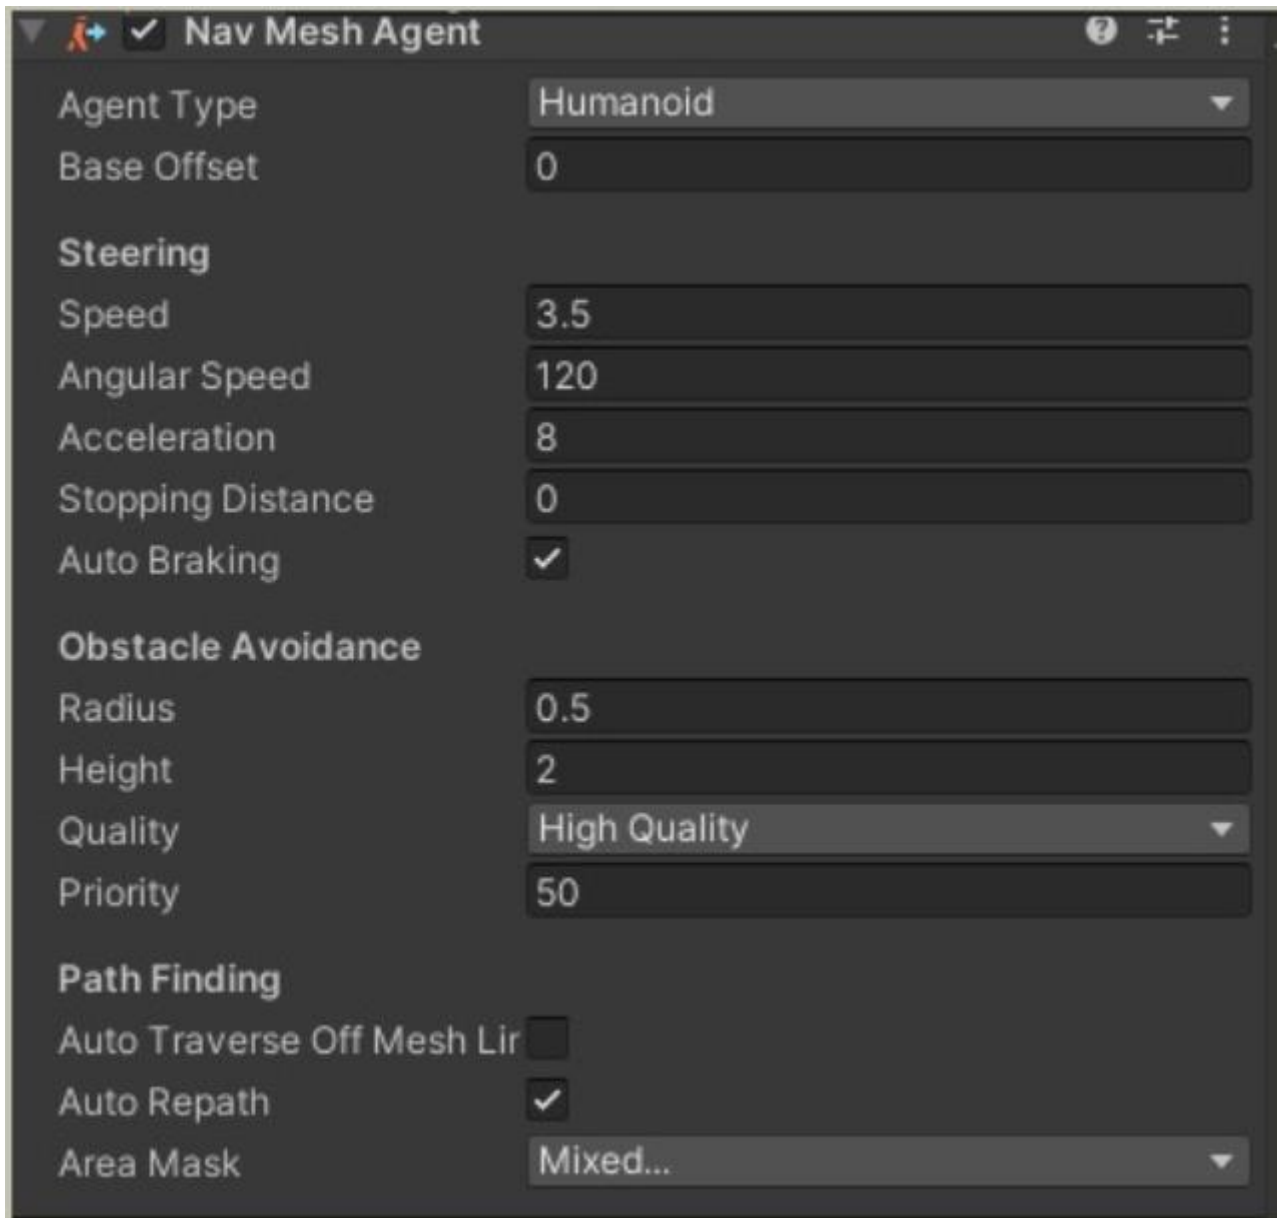 Nav Mesh Agent
Agent Type Humanoid
Base Offset 0
Steering
Speed 3.5
Angular Speed 120
Acceleration 8
Stopping Distance 0
Auto Braking
Obstacle Avoidance
Radius 0.5
Height 2
Quality High Quality
Priority 50
Path Finding
Auto Traverse Off Mesh Lir
Auto Repath
Area Mask Mixed...